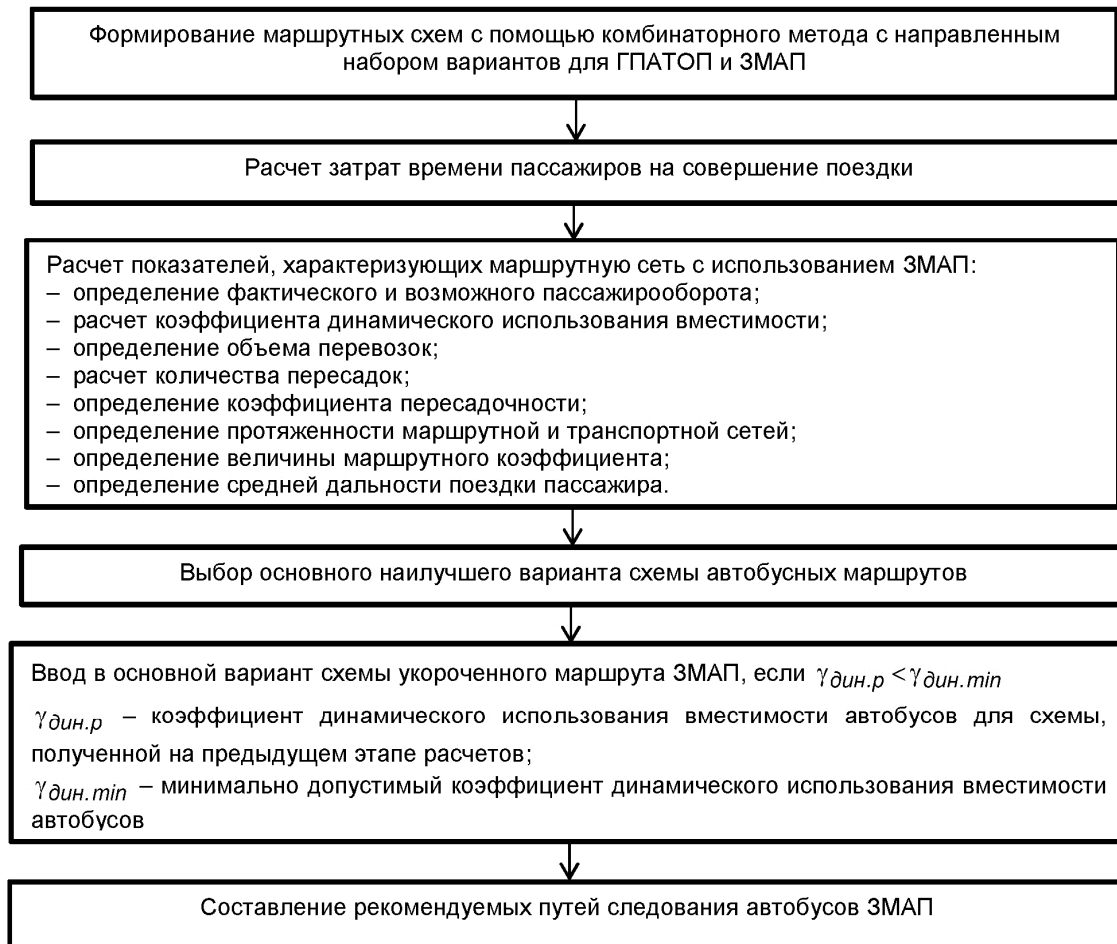 Формирование маршрутных схем с помощью комбинаторного метода с направленным
набором вариантов для ГПАТОП и ЗМАП
Расчет затрат времени пассажиров на совершение поездки
Расчет показателей, характеризующих маршрутную сеть с использованием ЗМАП:
– определение фактического и возможного пассажирооборота;
– расчет коэффициента динамического использования вместимости;
– определение объема перевозок;
– расчет количества пересадок;
– определение коэффициента пересадочности;
– определение протяженности маршрутной и транспортной сетей;
– определение величины маршрутного коэффициента;
– определение средней дальности поездки пассажира.
Выбор основного наилучшего варианта схемы автобусных маршрутов
Ввод в основной вариант схемы укороченного маршрута ЗМАП, если γдин.р < γдин.min
γдин.р – коэффициент динамического использования вместимости автобусов для схемы,
полученной на предыдущем этапе расчетов;
γдин.min – минимально допустимый коэффициент динамического использования вместимости
автобусов
Составление рекомендуемых путей следования автобусов ЗМАП